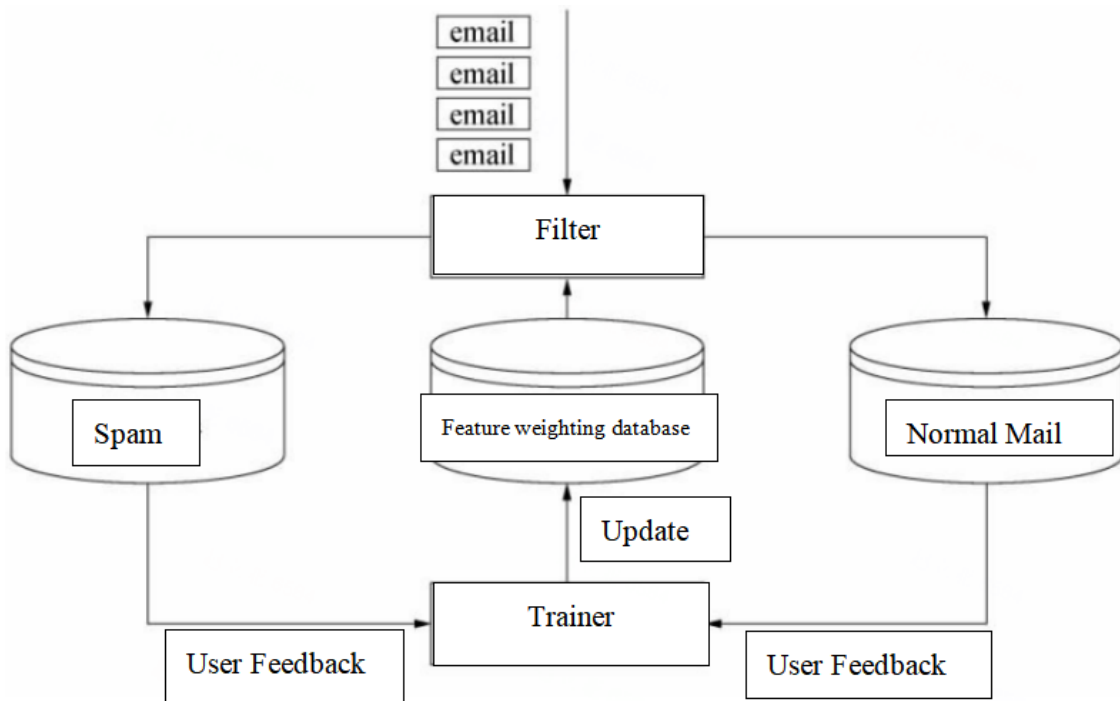 email
email
email
email
Filter
Spam
Feature weighting database
Normal Mail
Update
Trainer
User Feedback
User Feedback